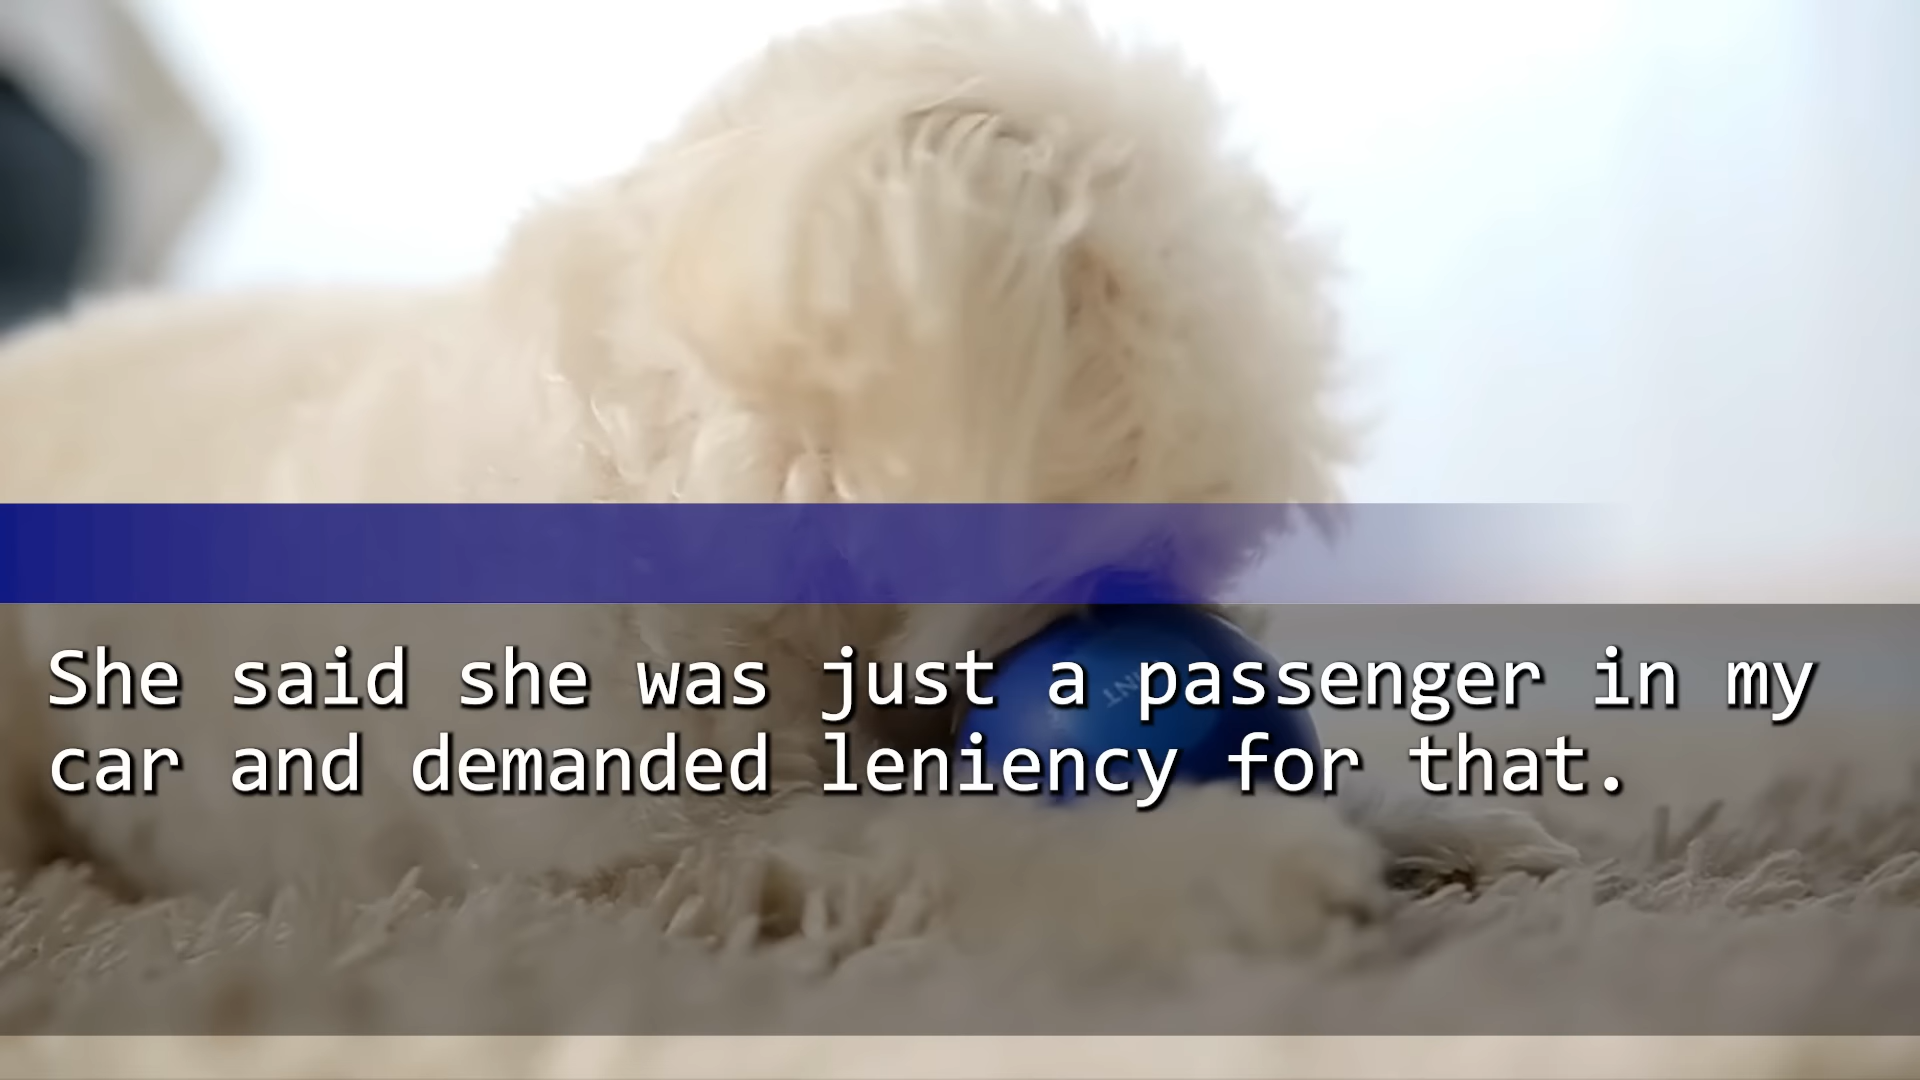 She said she was just a passenger in my
car and demanded leniency for that.